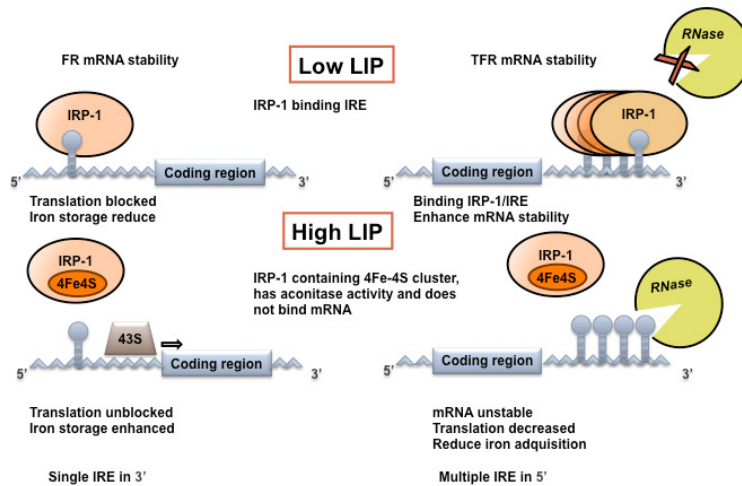 FR mRNA stability
Low LIP
TFR mRNA stability
RNase
IRP-1 binding IRE
IRP-1
IRP-1
5’
Coding region
3’
5’
Coding region
3’
Translation blocked
Iron storage reduce
Binding IRP-1/IRE
Enhance mRNA stability
High LIP
IRP-1
4Fe4S
IRP-1 containing 4Fe-4S cluster,
has aconitase activity and does
not bind mRNA
IRP-1
4Fe4S
RNase
43S
5’
Coding region
3’
5’
Coding region
3’
Translation unblocked
Iron storage enhanced
mRNA unstable
Translation decreased
Reduce iron adquisition
Single IRE in 3’
Multiple IRE in 5’